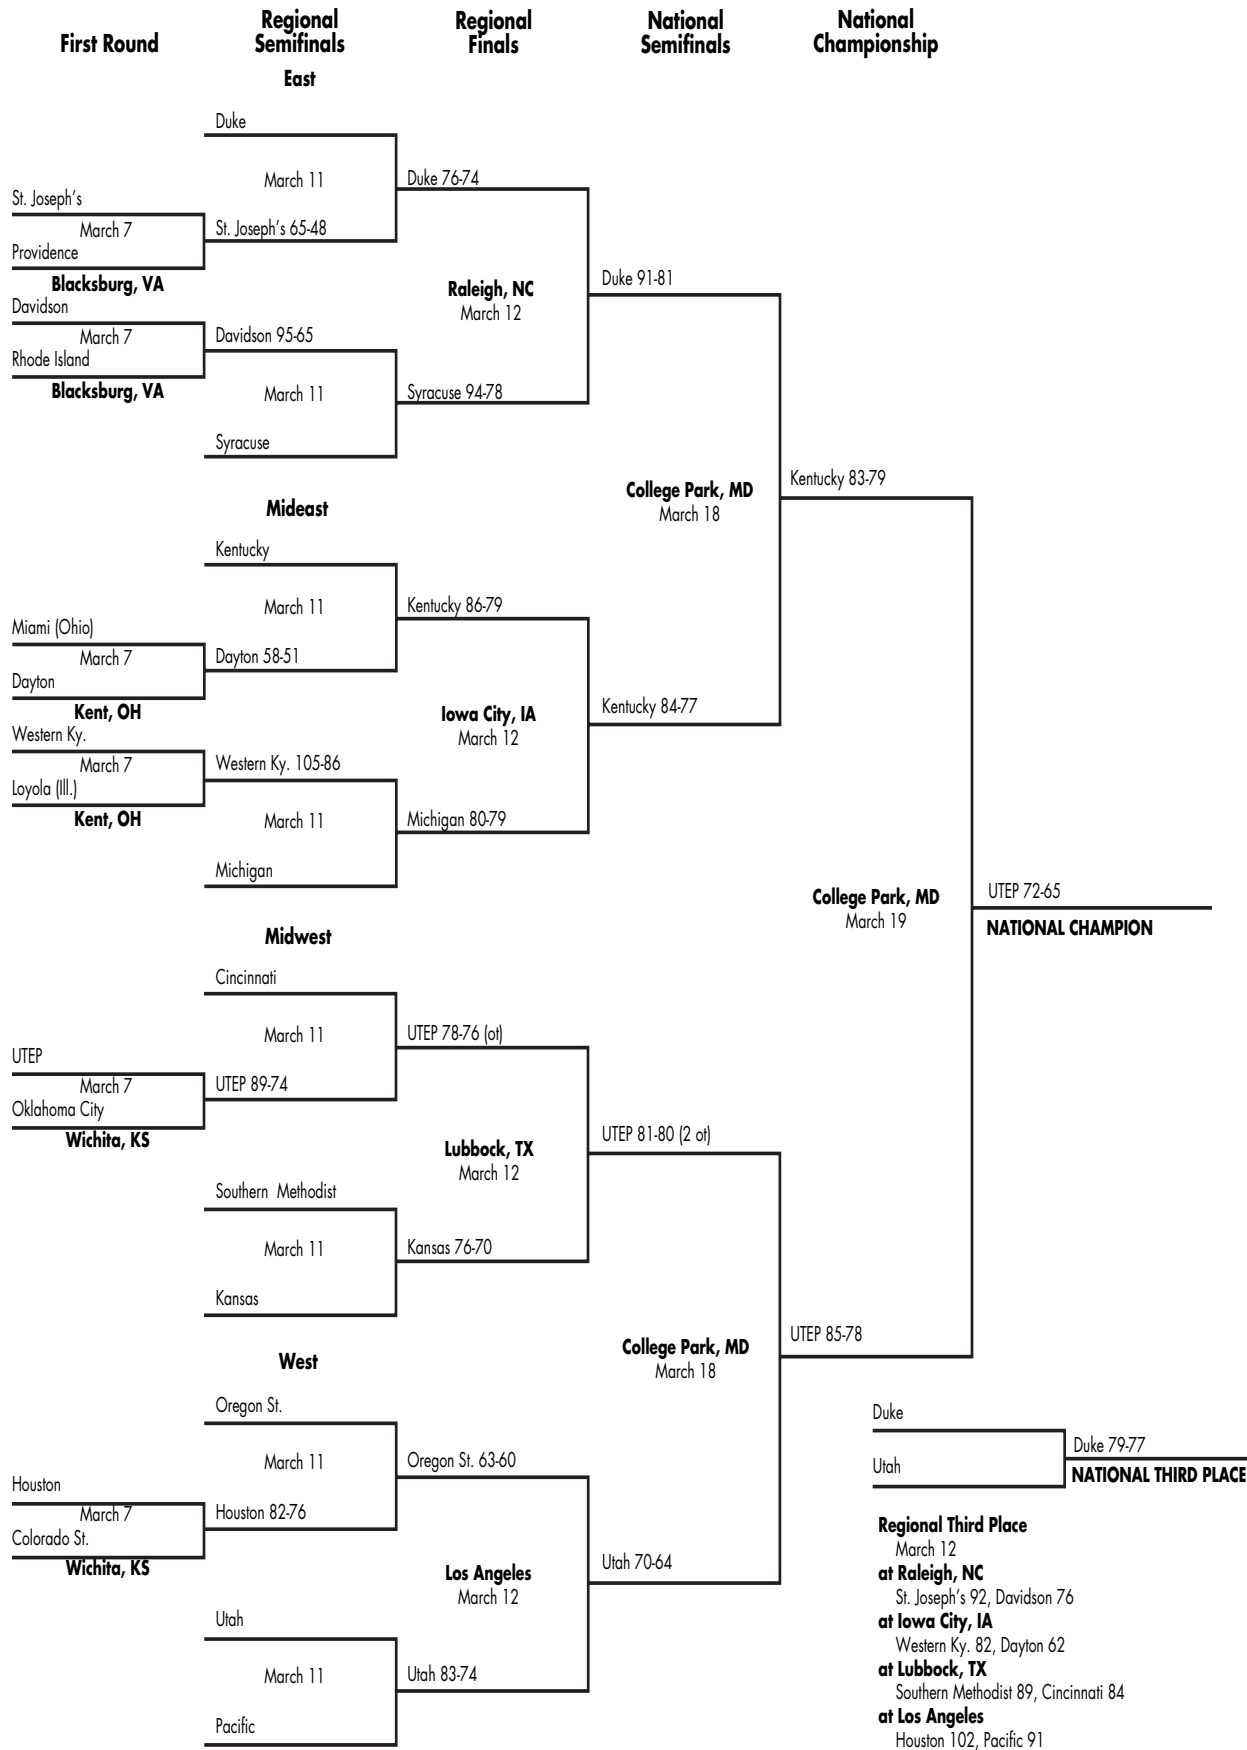 First Round
Regional
Semifinals
Regional
Finals
National
Semifinals
National
Championship
East
Duke
March 11
Duke 76-74
St. Joseph's
March 7
St. Joseph's 65-48
Providence
Blacksburg, VA
Raleigh, NC
March 12
Duke 91-81
Davidson
March 7
Davidson 95-65
Rhode Island
Blacksburg, VA
March 11
Syracuse 94-78
Syracuse
College Park, MD
March 18
Kentucky 83-79
Mideast
Kentucky
March 11
Kentucky 86-79
Miami (Ohio)
March 7
Dayton 58-51
Dayton
Kent, OH
Iowa City, IA
March 12
Kentucky 84-77
Western Ky.
March 7
Western Ky. 105-86
Loyola (Ill.)
Kent, OH
March 11
Michigan 80-79
Michigan
College Park, MD
March 19
UTEP 72-65
NATIONAL CHAMPION
Midwest
Cincinnati
March 11
UTEP 78-76 (ot)
UTEP
March 7
UTEP 89-74
Oklahoma City
Wichita, KS
Lubbock, TX
March 12
UTEP 81-80 (2 ot)
Southern Methodist
March 11
Kansas 76-70
Kansas
College Park, MD
March 18
UTEP 85-78
West
Oregon St.
March 11
Oregon St. 63-60
Houston
March 7
Houston 82-76
Colorado St.
Wichita, KS
Los Angeles
March 12
Utah 70-64
Utah
March 11
Utah 83-74
Pacific
Duke
Duke 79-77
Utah
NATIONAL THIRD PLACE
Regional Third Place
March 12
at Raleigh, NC
St. Joseph's 92, Davidson 76
at Iowa City, IA
Western Ky. 82, Dayton 62
at Lubbock, TX
Southern Methodist 89, Cincinnati 84
at Los Angeles
Houston 102, Pacific 91